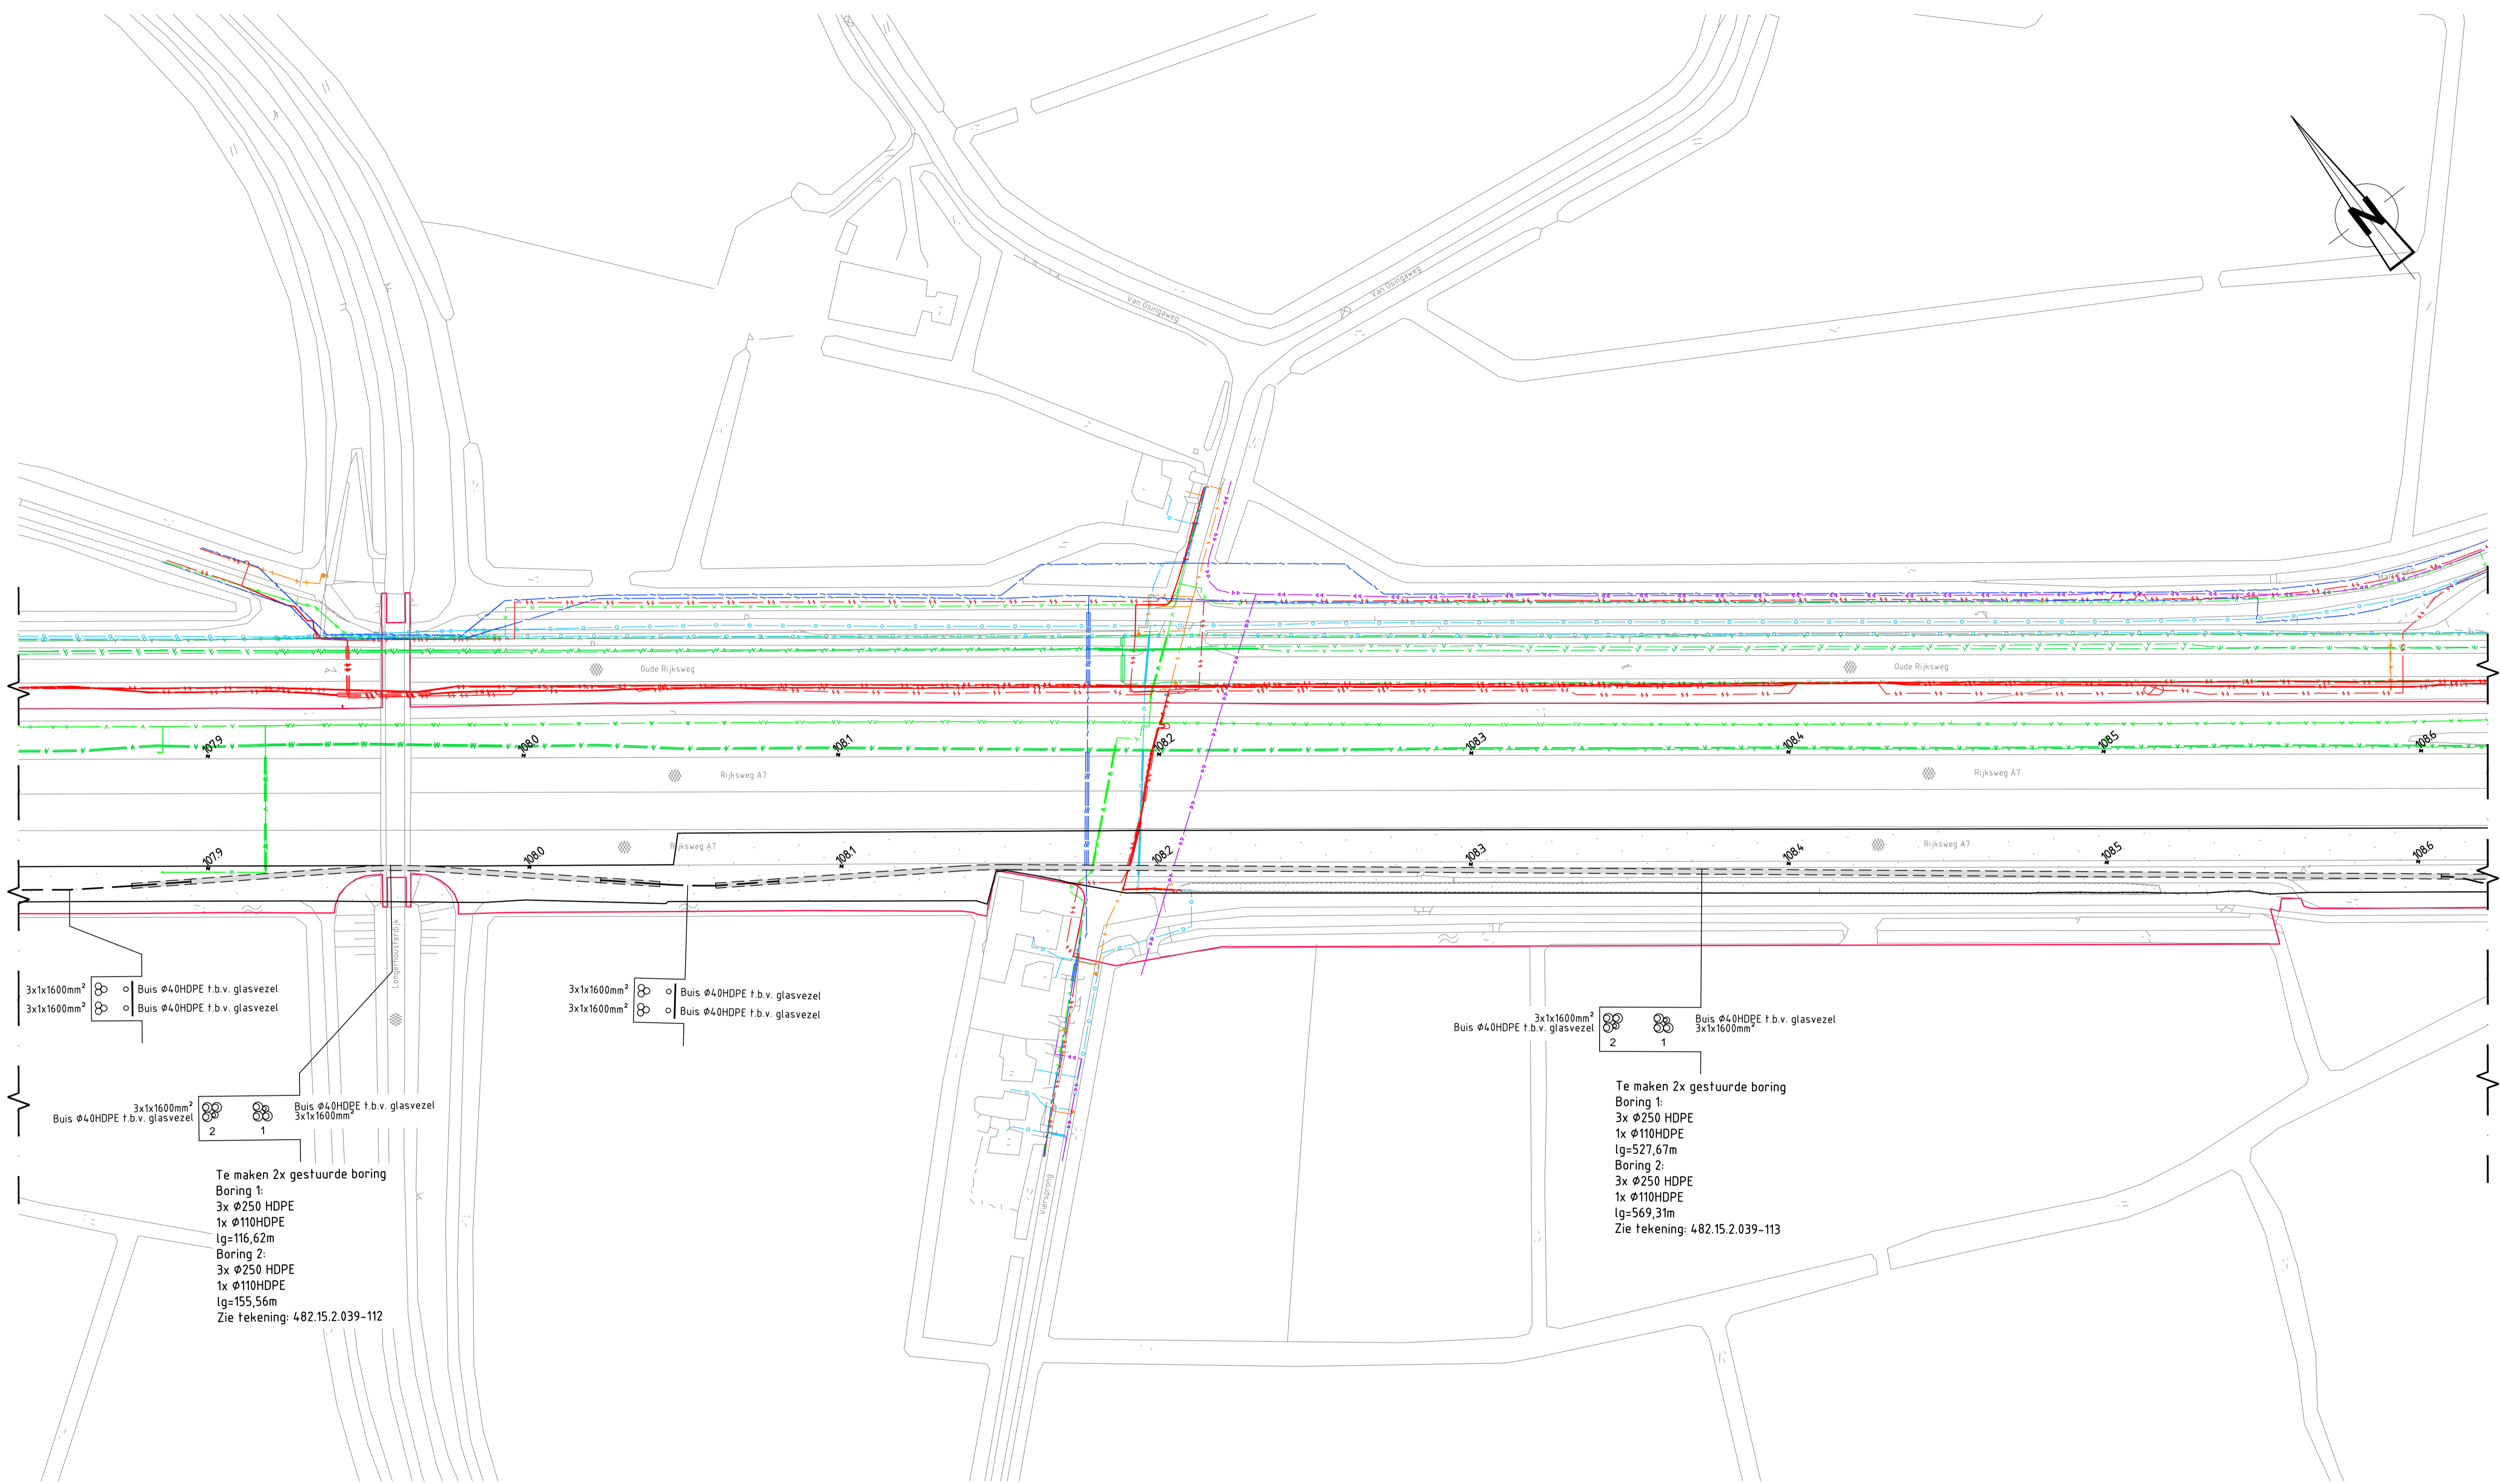 N
Van Osingaweg
Van Osingaweg
Oude Rijksweg
Oude Rijksweg
107.9
108.0
108.1
108.2
108.3
108.4
108.5
108.6
Rijksweg A7
Rijksweg A7
Rijksweg A7
Rijksweg A7
107.9
108.0
108.1
108.2
108.3
108.4
108.5
108.6
Langerhousterdijk
Viersprong
3x1x1600mm² Buis Ø40HDPE t.b.v. glasvezel
3x1x1600mm² Buis Ø40HDPE t.b.v. glasvezel
3x1x1600mm² Buis Ø40HDPE t.b.v. glasvezel
3x1x1600mm² Buis Ø40HDPE t.b.v. glasvezel
3x1x1600mm² Buis Ø40HDPE t.b.v. glasvezel
Buis Ø40HDPE t.b.v. glasvezel 3x1x1600mm²
2 1
Te maken 2x gestuurde boring
Boring 1:
3x Ø250 HDPE
1x Ø110HDPE
lg=527,67m
Boring 2:
3x Ø250 HDPE
1x Ø110HDPE
lg=569,31m
Zie tekening: 482.15.2.039-113
3x1x1600mm² Buis Ø40HDPE t.b.v. glasvezel
Buis Ø40HDPE t.b.v. glasvezel 3x1x1600mm²
2 1
Te maken 2x gestuurde boring
Boring 1:
3x Ø250 HDPE
1x Ø110HDPE
lg=116,62m
Boring 2:
3x Ø250 HDPE
1x Ø110HDPE
lg=155,56m
Zie tekening: 482.15.2.039-112